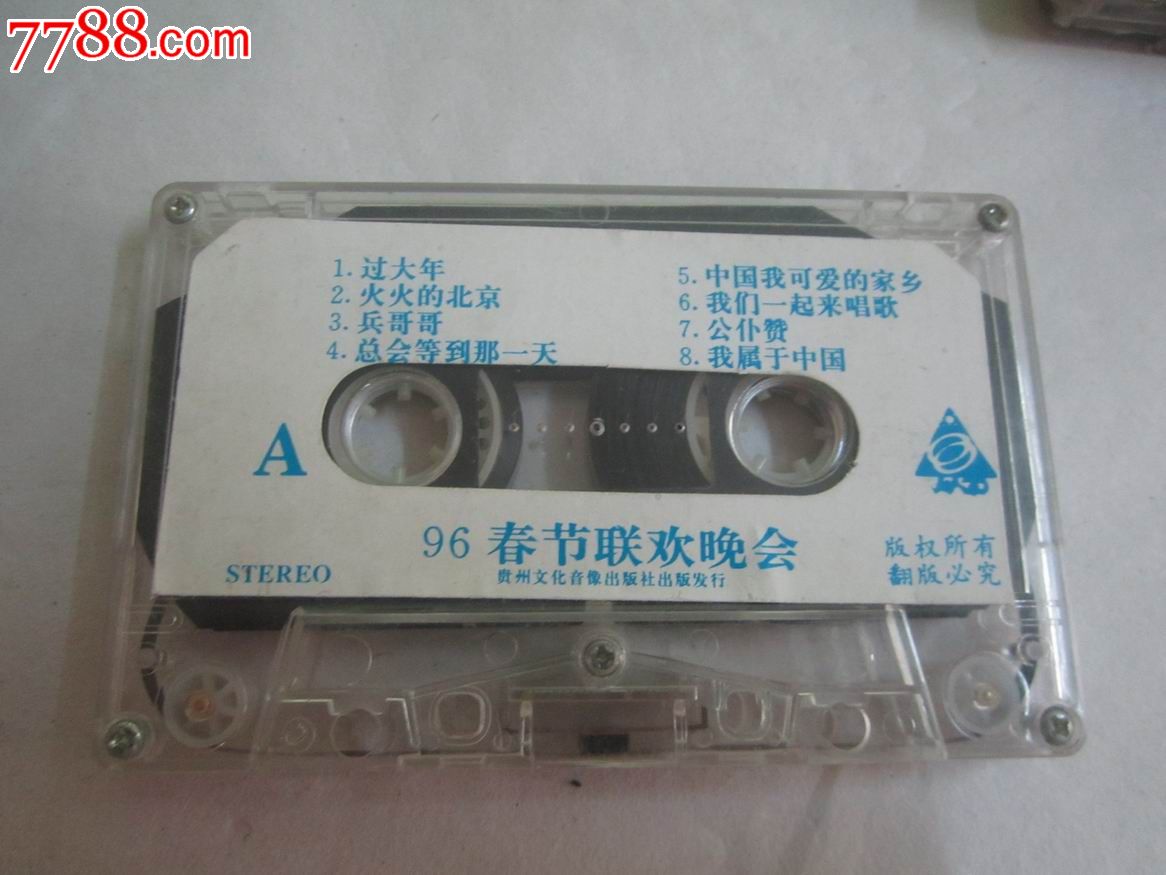 7788.com
1. 过大年
2. 火火的北京
3. 兵哥哥
4. 总会等到那一天
5. 中国我可爱的家乡
6. 我们一起来唱歌
7. 公仆赞
8. 我属于中国
A
96 春节联欢晚会
STEREO
贵州文化音像出版社出版发行
版权所有
翻版必究